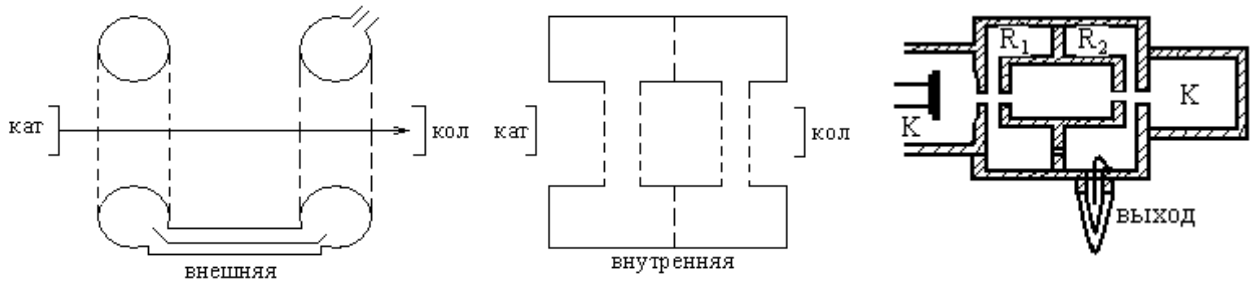 кат
кол
внешняя
кат
кол
внутренняя
R₁ R₂
К
К
выход